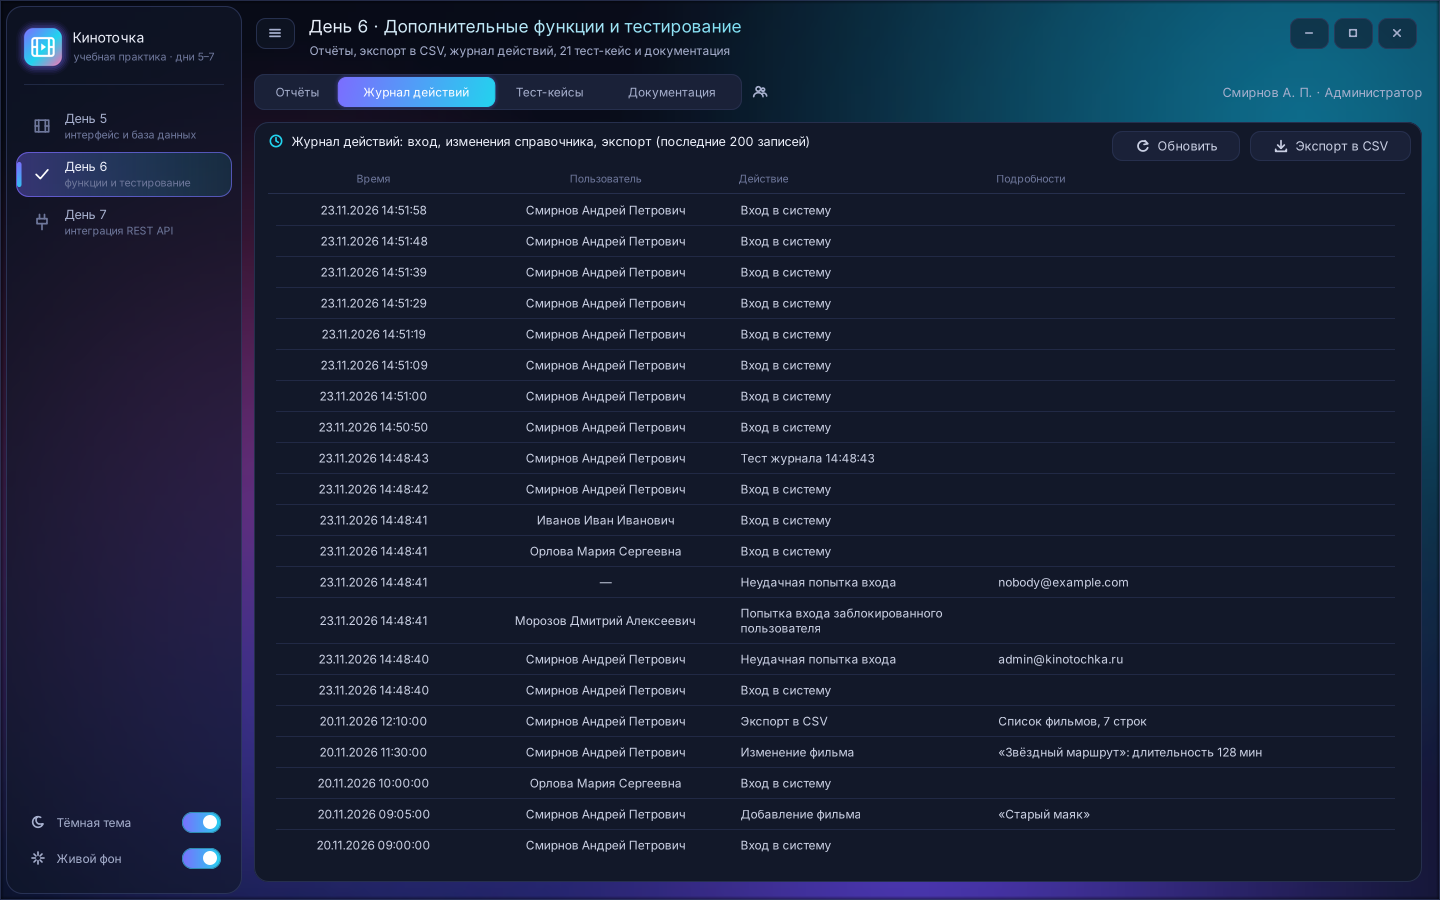 Киноточка
учебная практика · дни 5–7
День 5
интерфейс и база данных
День 6
функции и тестирование
День 7
интеграция REST API
Тёмная тема
Живой фон
День 6 · Дополнительные функции и тестирование
Отчёты, экспорт в CSV, журнал действий, 21 тест-кейс и документация
Отчёты Журнал действий Тест-кейсы Документация
Смирнов А. П. · Администратор
Журнал действий: вход, изменения справочника, экспорт (последние 200 записей)
Обновить Экспорт в CSV
Время Пользователь Действие Подробности
23.11.2026 14:51:58 Смирнов Андрей Петрович Вход в систему
23.11.2026 14:51:48 Смирнов Андрей Петрович Вход в систему
23.11.2026 14:51:39 Смирнов Андрей Петрович Вход в систему
23.11.2026 14:51:29 Смирнов Андрей Петрович Вход в систему
23.11.2026 14:51:19 Смирнов Андрей Петрович Вход в систему
23.11.2026 14:51:09 Смирнов Андрей Петрович Вход в систему
23.11.2026 14:51:00 Смирнов Андрей Петрович Вход в систему
23.11.2026 14:50:50 Смирнов Андрей Петрович Вход в систему
23.11.2026 14:48:43 Смирнов Андрей Петрович Тест журнала 14:48:43
23.11.2026 14:48:42 Смирнов Андрей Петрович Вход в систему
23.11.2026 14:48:41 Иванов Иван Иванович Вход в систему
23.11.2026 14:48:41 Орлова Мария Сергеевна Вход в систему
23.11.2026 14:48:41 — Неудачная попытка входа nobody@example.com
23.11.2026 14:48:41 Морозов Дмитрий Алексеевич Попытка входа заблокированного
пользователя
23.11.2026 14:48:40 Смирнов Андрей Петрович Неудачная попытка входа admin@kinotochka.ru
23.11.2026 14:48:40 Смирнов Андрей Петрович Вход в систему
20.11.2026 12:10:00 Смирнов Андрей Петрович Экспорт в CSV Список фильмов, 7 строк
20.11.2026 11:30:00 Смирнов Андрей Петрович Изменение фильма «Звёздный маршрут»: длительность 128 мин
20.11.2026 10:00:00 Орлова Мария Сергеевна Вход в систему
20.11.2026 09:05:00 Смирнов Андрей Петрович Добавление фильма «Старый маяк»
20.11.2026 09:00:00 Смирнов Андрей Петрович Вход в систему